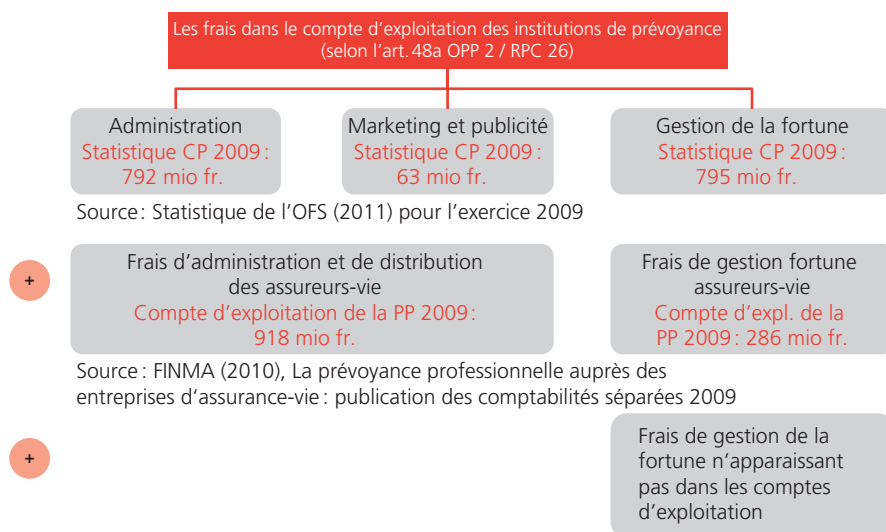 Les frais dans le compte d'exploitation des institutions de prévoyance
(selon l'art. 48a OPP 2 / RPC 26)
Administration
Statistique CP 2009 :
792 mio fr.
Marketing et publicité
Statistique CP 2009 :
63 mio fr.
Gestion de la fortune
Statistique CP 2009 :
795 mio fr.
Source : Statistique de l'OFS (2011) pour l'exercice 2009
+
Frais d'administration et de distribution
des assureurs-vie
Compte d'exploitation de la PP 2009 :
918 mio fr.
Frais de gestion fortune
assureurs-vie
Compte d'expl. de la
PP 2009 : 286 mio fr.
Source : FINMA (2010), La prévoyance professionnelle auprès des
entreprises d'assurance-vie : publication des comptabilités séparées 2009
+
Frais de gestion de la
fortune n'apparaissant
pas dans les comptes
d'exploitation